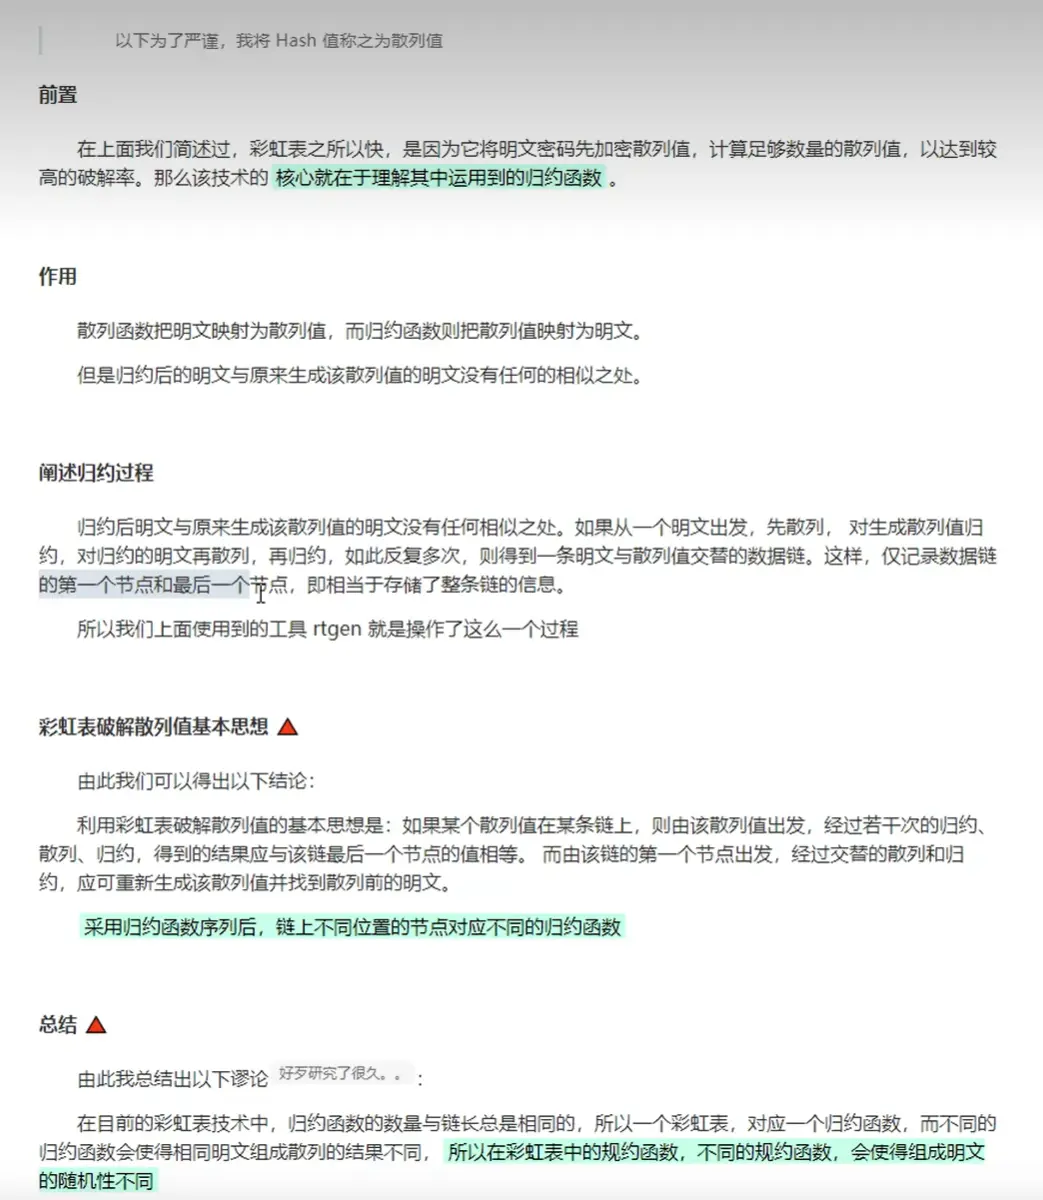 以下为了严谨，我将 Hash 值称之为散列值
前置
在上面我们简述过，彩虹表之所以快，是因为它将明文密码先加密散列值，计算足够数量的散列值，以达到较
高的破解率。那么该技术的 核心就在于理解其中运用到的归约函数 。
作用
散列函数把明文映射为散列值，而归约函数则把散列值映射为明文。
但是归约后的明文与原来生成该散列值的明文没有任何的相似之处。
阐述归约过程
归约后明文与原来生成该散列值的明文没有任何相似之处。如果从一个明文出发，先散列， 对生成散列值归
约，对归约的明文再散列，再归约，如此反复多次，则得到一条明文与散列值交替的数据链。这样，仅记录数据链
的第一个节点和最后一个节点，即相当于存储了整条链的信息。
所以我们上面使用到的工具 rtgen 就是操作了这么一个过程
彩虹表破解散列值基本思想
由此我们可以得出以下结论：
利用彩虹表破解散列值的基本思想是：如果某个散列值在某条链上，则由该散列值出发，经过若干次的归约、
散列、归约，得到的结果应与该链最后一个节点的值相等。 而由该链的第一个节点出发，经过交替的散列和归
约，应可重新生成该散列值并找到散列前的明文。
采用归约函数序列后，链上不同位置的节点对应不同的归约函数
总结
由此我总结出以下谬论 好歹研究了很久。。 ：
在目前的彩虹表技术中，归约函数的数量与链长总是相同的，所以一个彩虹表，对应一个归约函数，而不同的
归约函数会使得相同明文组成散列的结果不同， 所以在彩虹表中的规约函数，不同的规约函数，会使得组成明文
的随机性不同